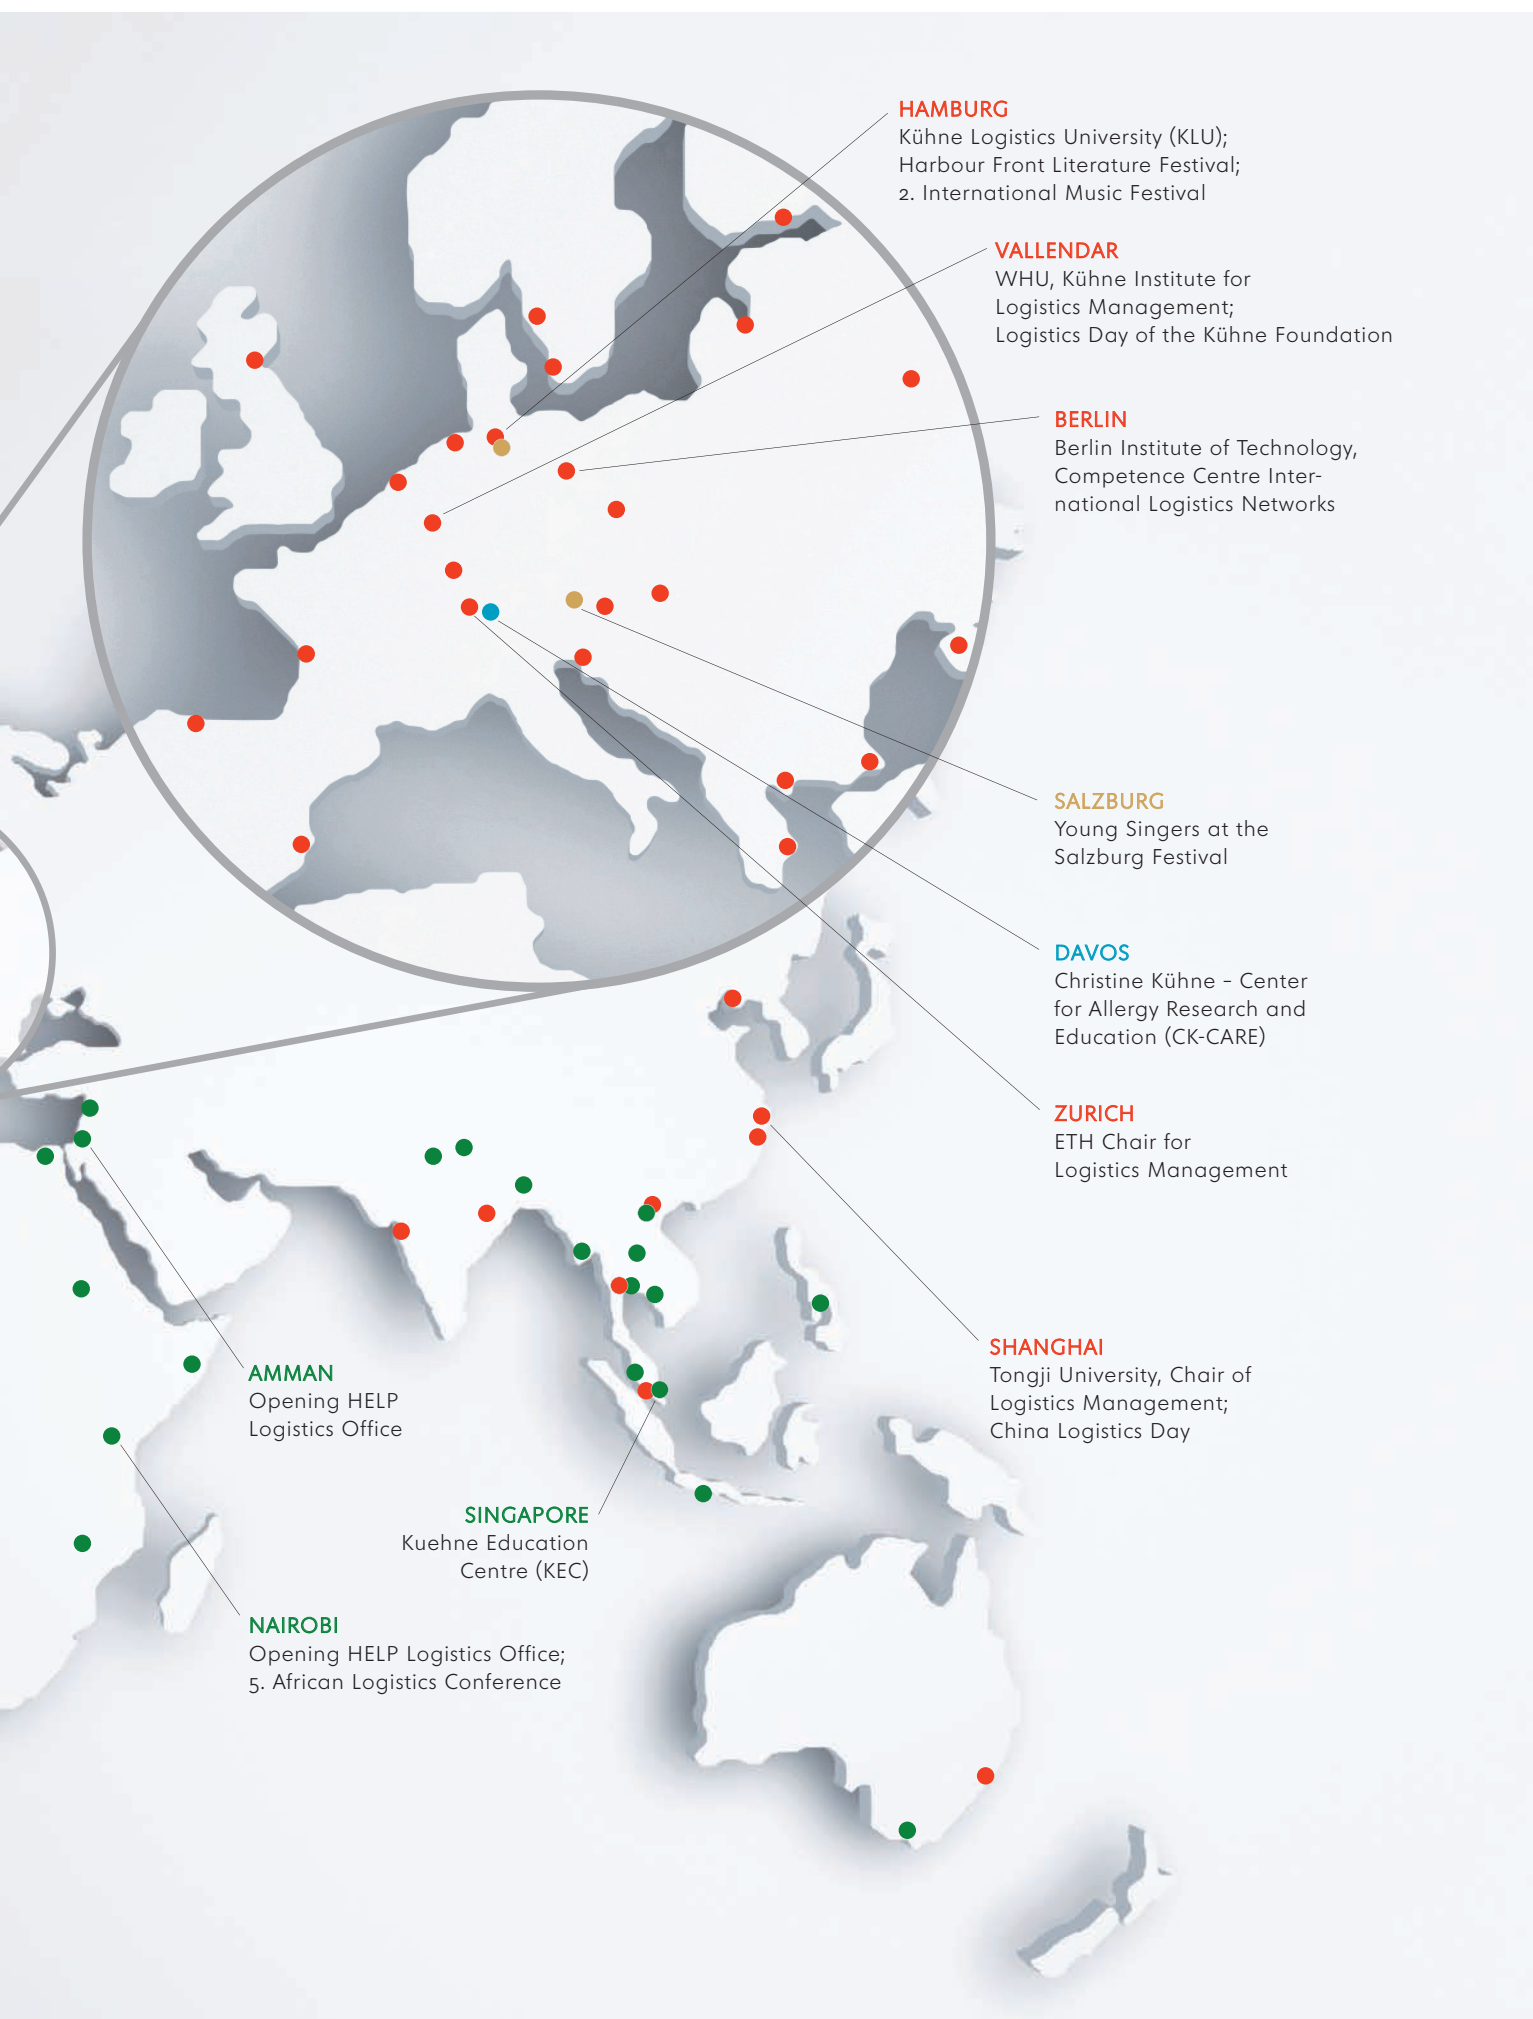 HAMBURG
Kühne Logistics University (KLU);
Harbour Front Literature Festival;
2. International Music Festival
VALLENDAR
WHU, Kühne Institute for
Logistics Management;
Logistics Day of the Kühne Foundation
BERLIN
Berlin Institute of Technology,
Competence Centre Inter-
national Logistics Networks
SALZBURG
Young Singers at the
Salzburg Festival
DAVOS
Christine Kühne – Center
for Allergy Research and
Education (CK-CARE)
ZURICH
ETH Chair for
Logistics Management
SHANGHAI
Tongji University, Chair of
Logistics Management;
China Logistics Day
AMMAN
Opening HELP
Logistics Office
SINGAPORE
Kuehne Education
Centre (KEC)
NAIROBI
Opening HELP Logistics Office;
5. African Logistics Conference